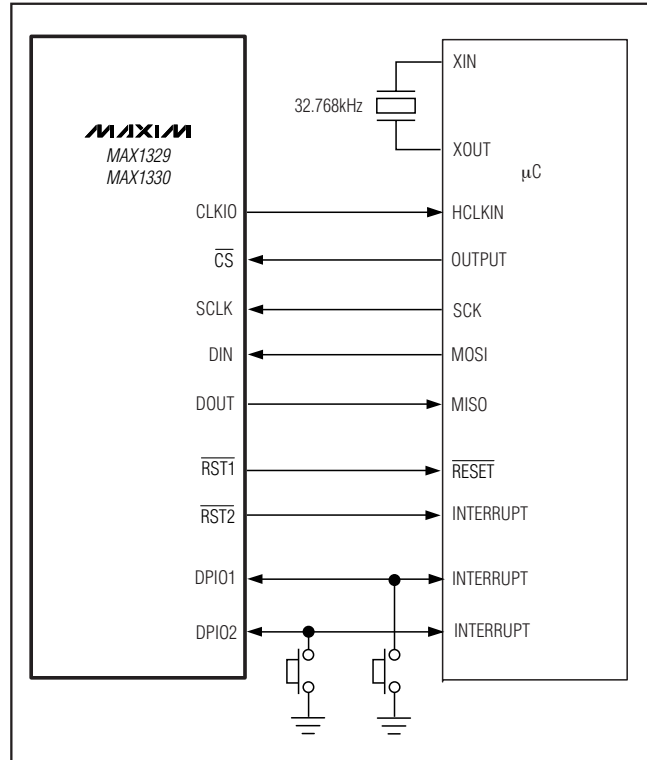 XIN
32.768kHz
XOUT
MAXIM
MAX1329
MAX1330
µC
CLKIO
HCLKIN
CS
OUTPUT
SCLK
SCK
DIN
MOSI
DOUT
MISO
RST1
RESET
RST2
INTERRUPT
DPIO1
INTERRUPT
DPIO2
INTERRUPT